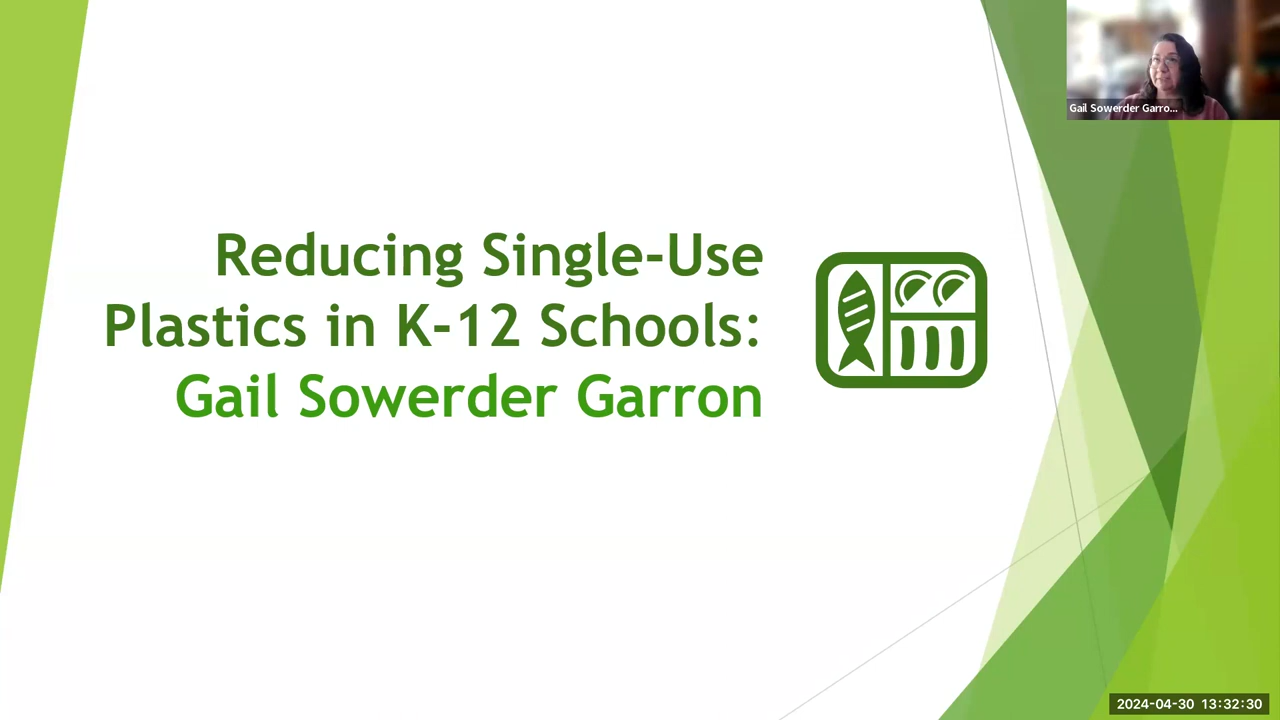 Gail Sowerder Garro...
Reducing Single-Use
Plastics in K-12 Schools:
Gail Sowerder Garron
2024-04-30 13:32:30